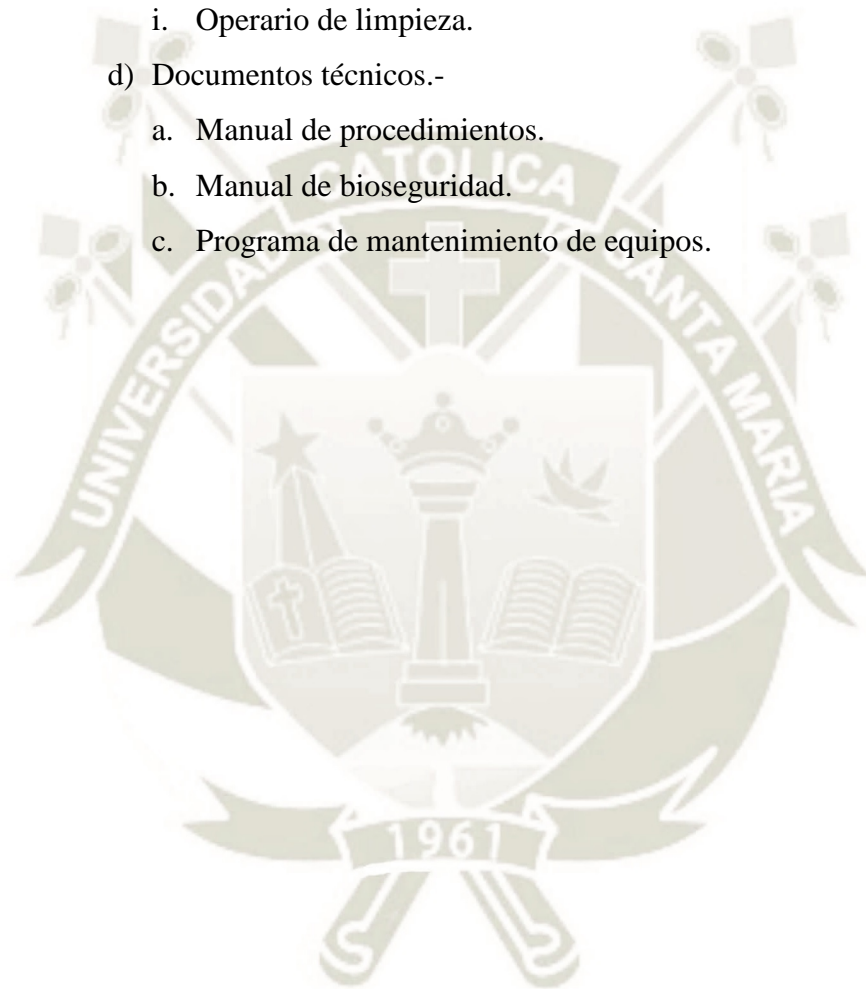 i. Operario de limpieza.
d) Documentos técnicos.-
a. Manual de procedimientos.
b. Manual de bioseguridad.
c. Programa de mantenimiento de equipos.
UNIVERSIDAD CATOLICA SANTA MARIA
1961